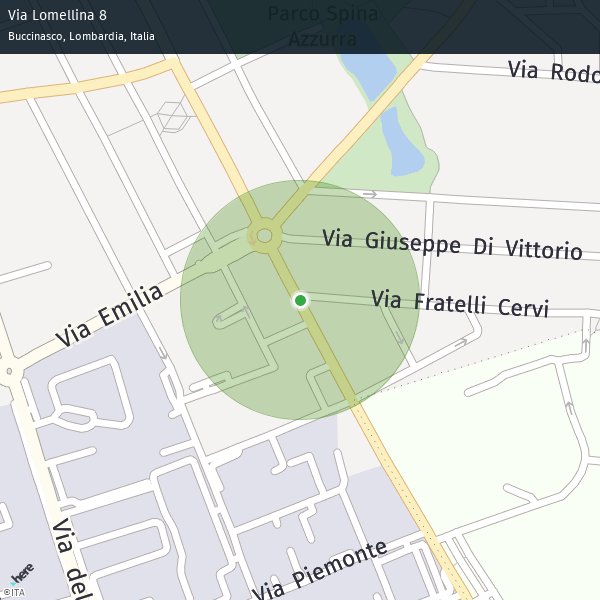 Via Lomellina 8
Buccinasco, Lombardia, Italia
Parco Spina
Azzurra
Via Rodo
Via Giuseppe Di Vittorio
Via Emilia
Via Fratelli Cervi
Via del
Via Piemonte
here
©ITA